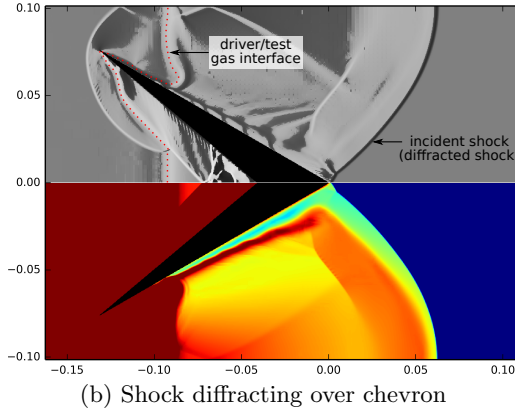 0.10
0.05
0.00
−0.05
−0.10
driver/test
gas interface
incident shock
(diffracted shock
−0.15 −0.10 −0.05 0.00 0.05 0.10
(b) Shock diffracting over chevron